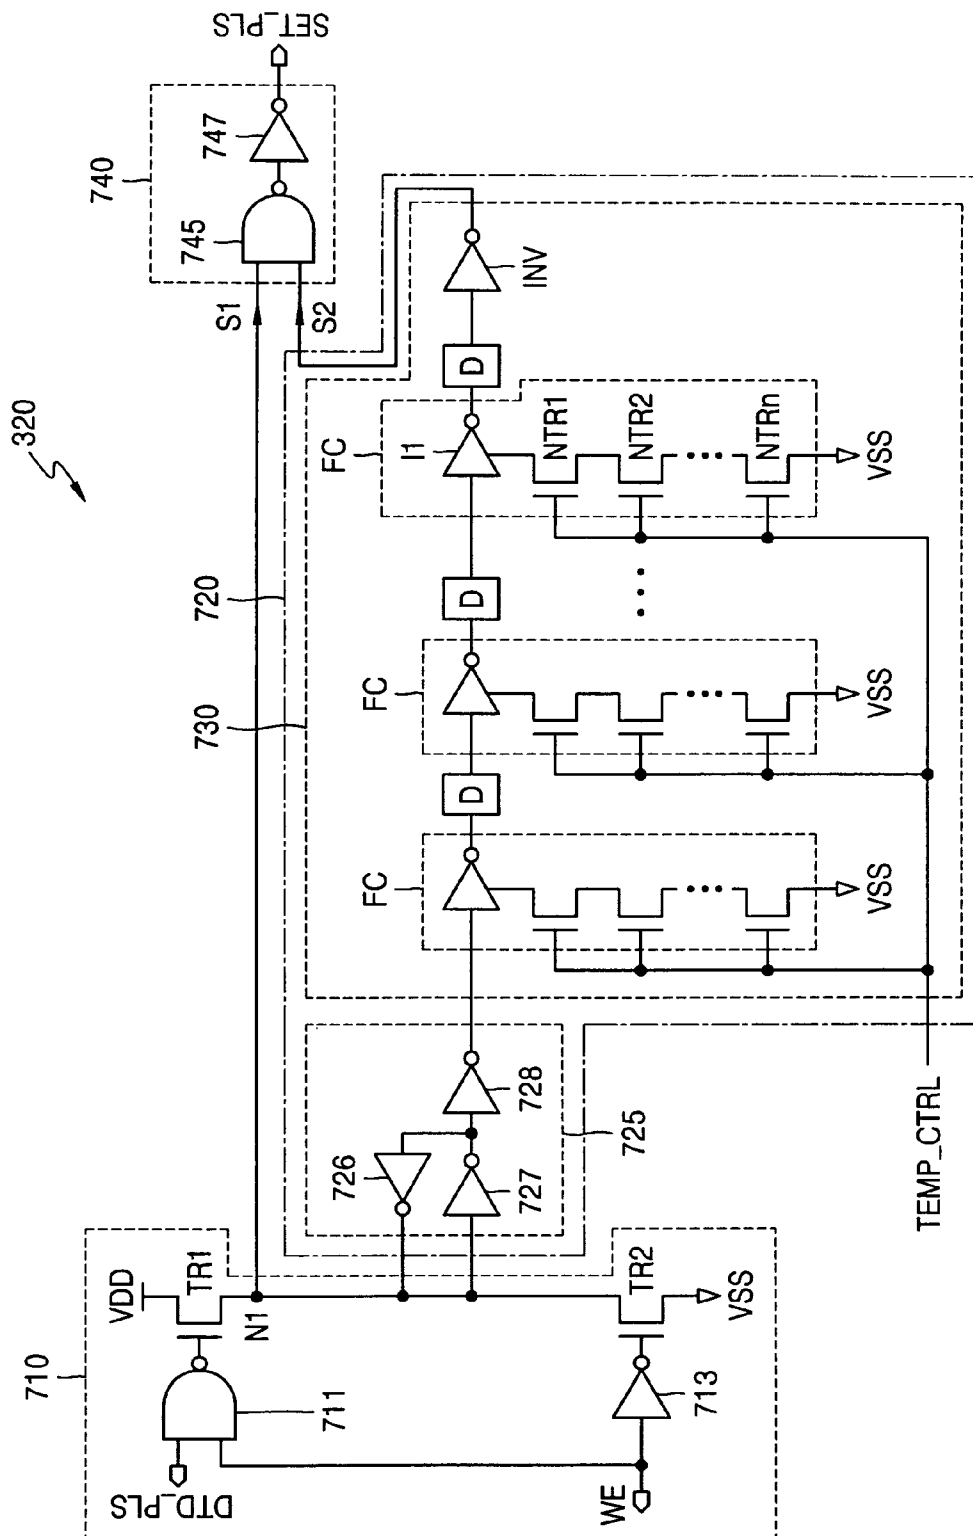 320
710
DTD_PLS
711
WE
713
VDD
TR1
N1
TR2
VSS
720
725
726
727
728
730
FC
D
VSS
FC
D
VSS
FC
I1
D
NTR1
NTR2
NTRn
VSS
INV
TEMP_CTRL
S1
S2
740
745
747
SET_PLS